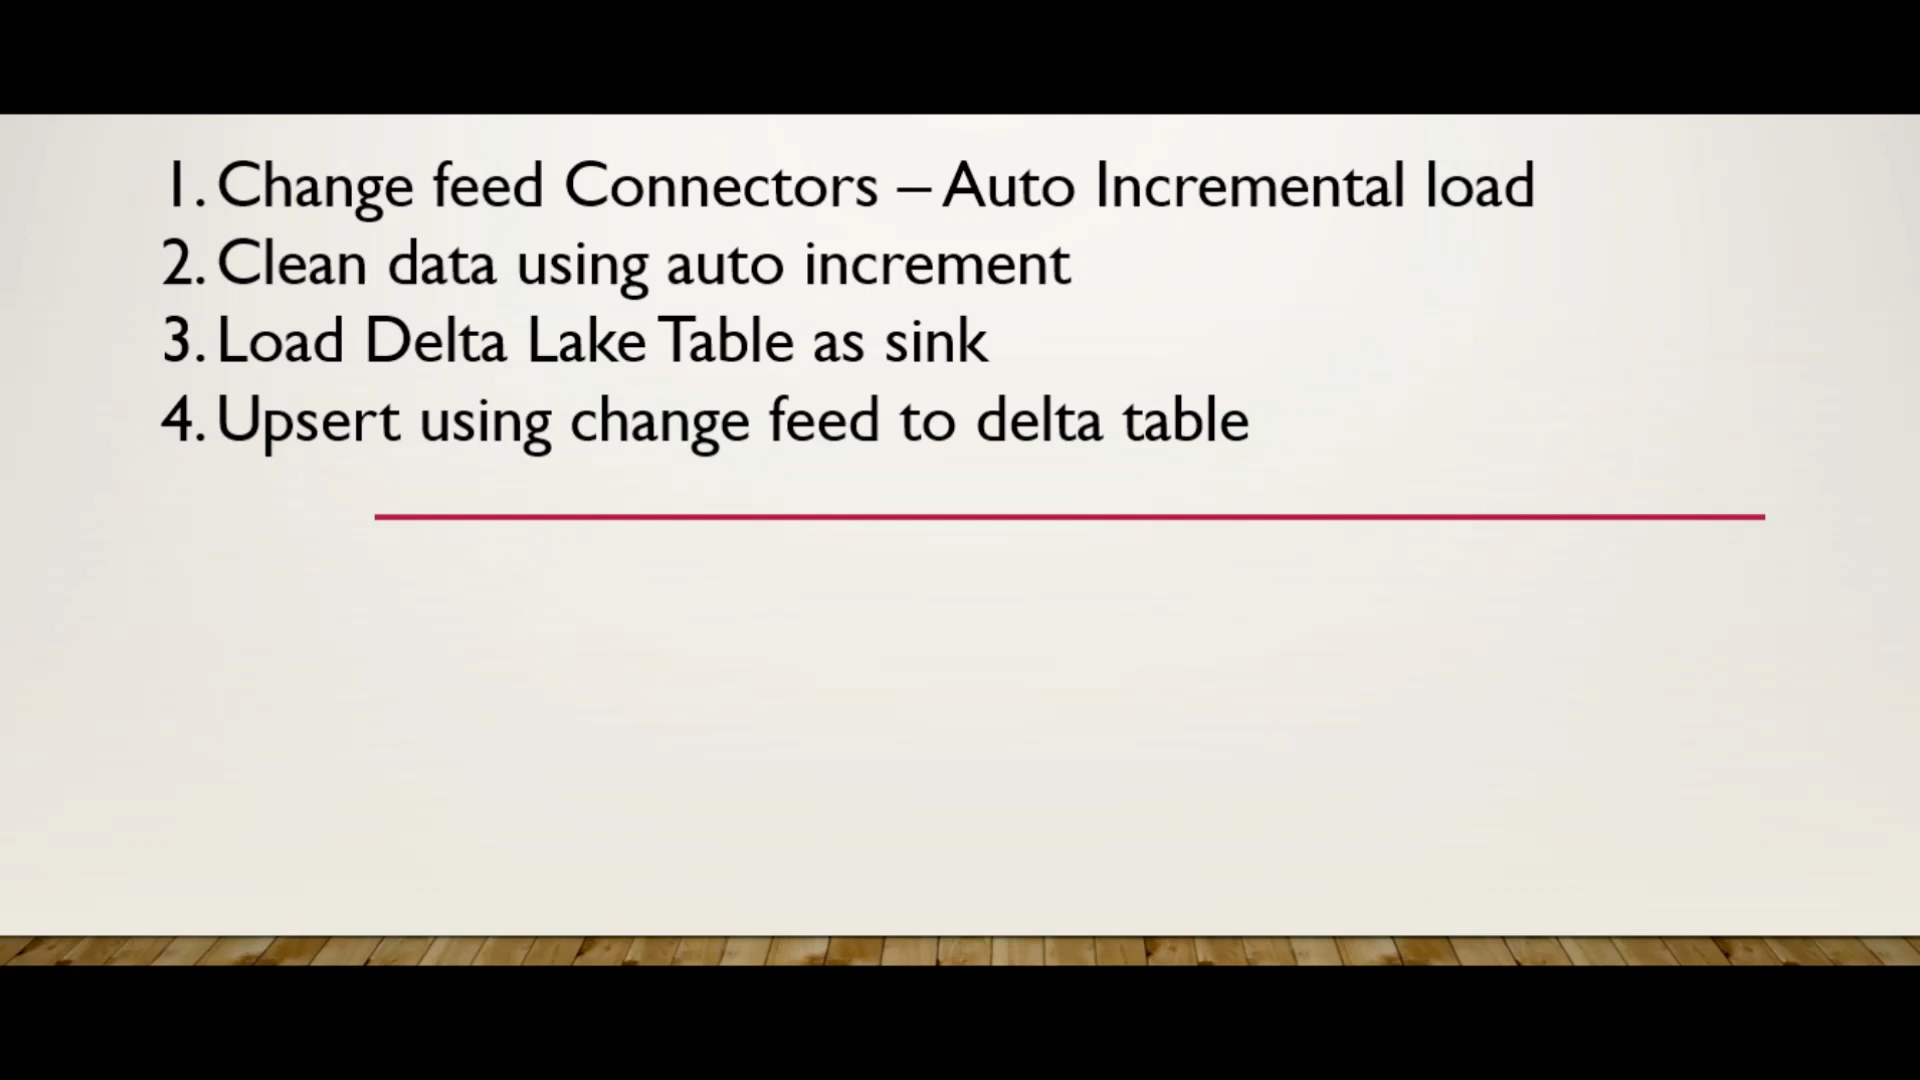 1. Change feed Connectors – Auto Incremental load
2. Clean data using auto increment
3. Load Delta Lake Table as sink
4. Upsert using change feed to delta table